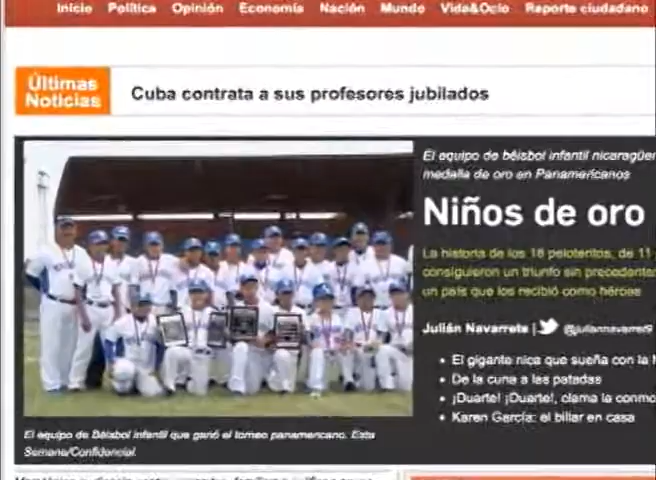 Inicio Política Opinión Economía Nación Mundo Vida&Ocio Reporte ciudadano
Últimas
Noticias
Cuba contrata a sus profesores jubilados
El equipo de béisbol infantil nicaragüen
medalla de oro en Panamericanos
Niños de oro
La historia de los 16 peloteritos, de 11
consiguieron un triunfo sin precedentes
un país que los recibió como héroes
Julián Navarrete |
El gigante nica que sueña con la
De la cuna a las patadas
¡Duarte! ¡Duarte!, clama la conmo
Karen García: el billar en casa
El equipo de Béisbol infantil que ganó el torneo panamericano. Esta
Semana/Confidencial.